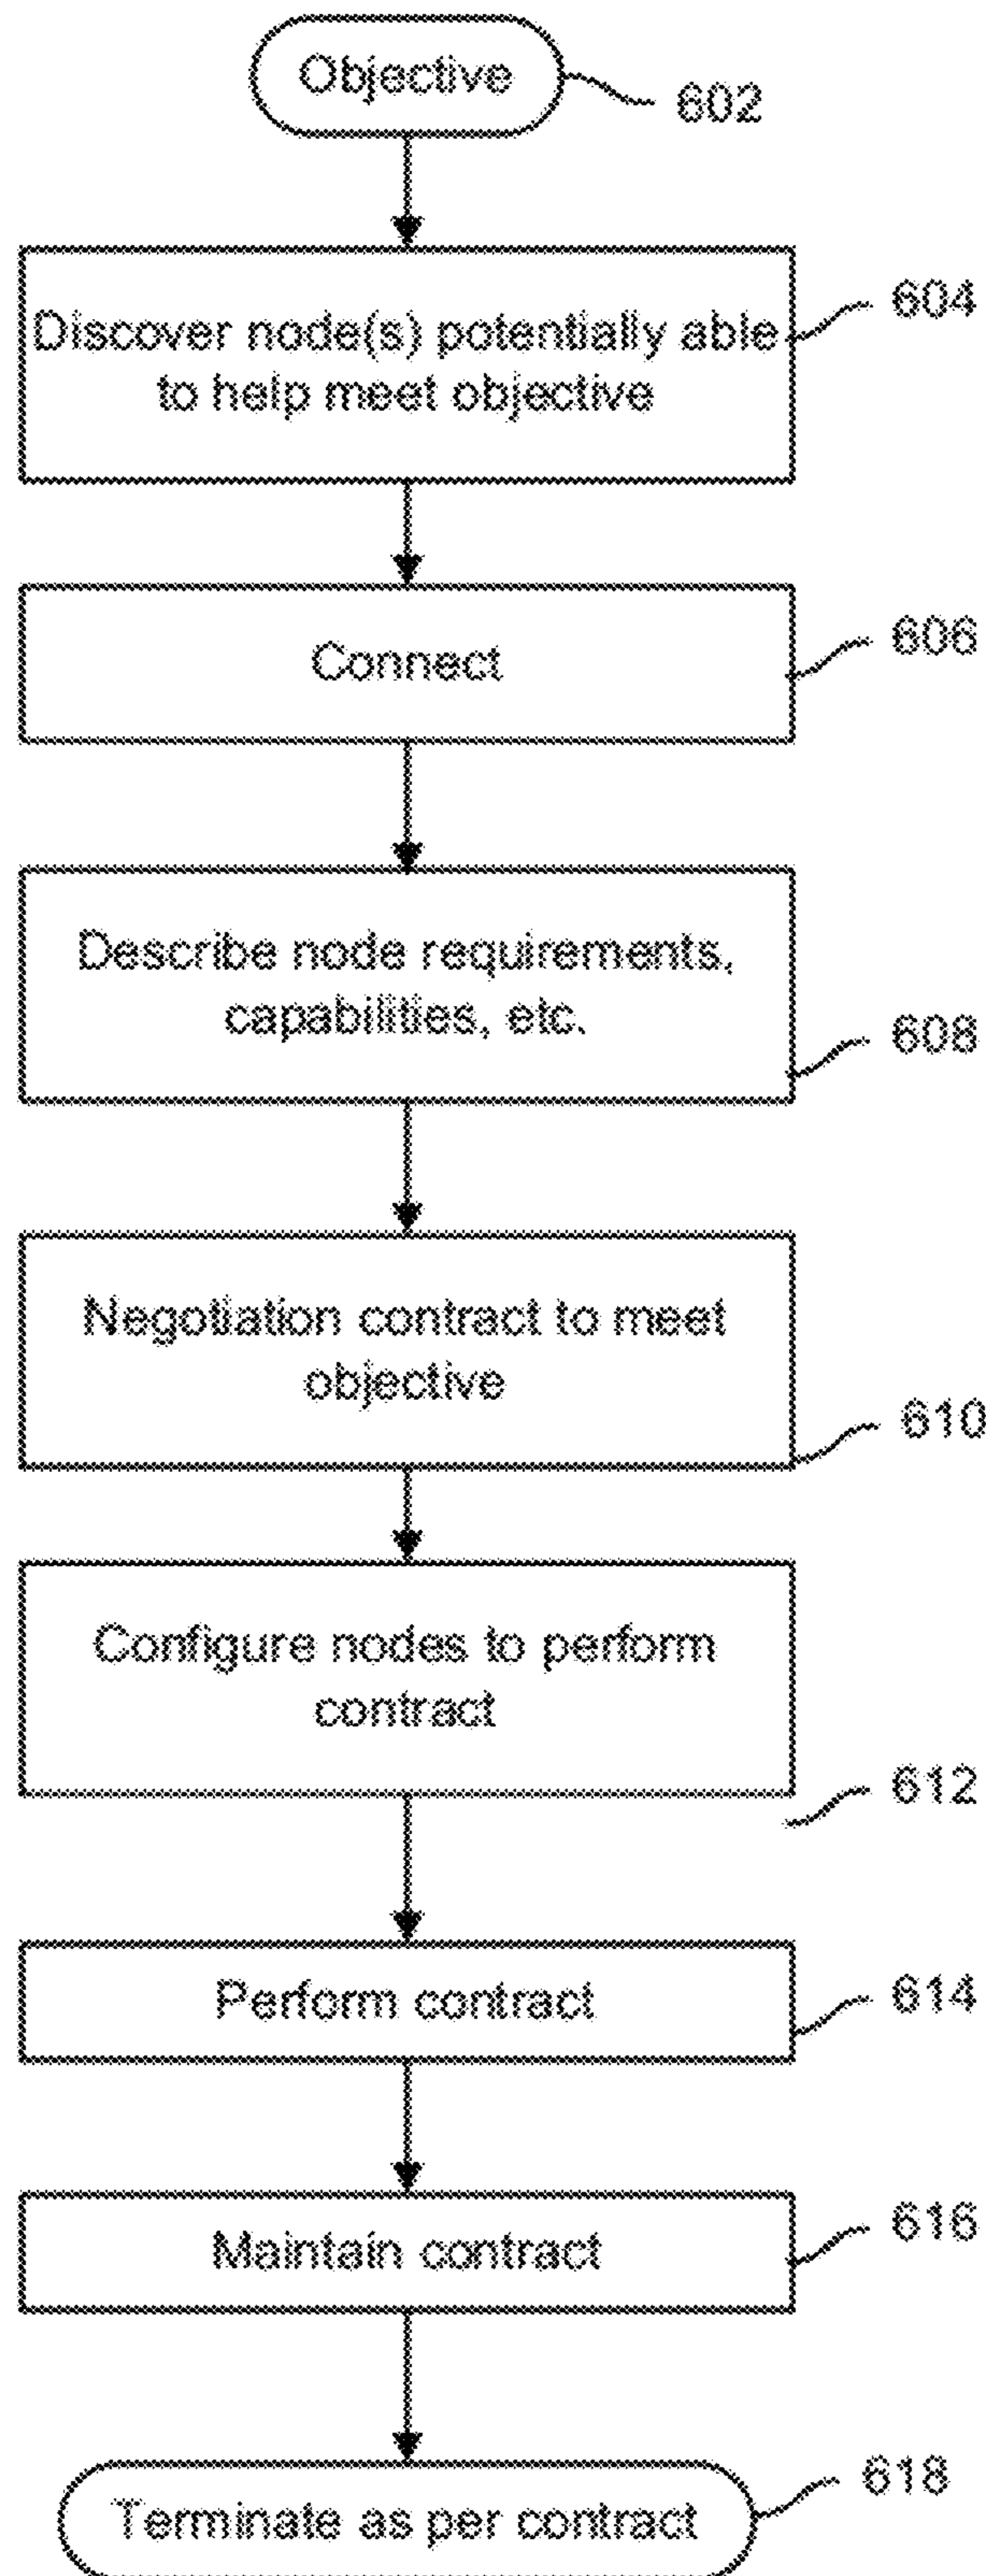 Objective
602
Discover node(s) potentially able
to help meet objective
604
Connect
606
Describe node requirements,
capabilities, etc.
608
Negotiation contract to meet
objective
610
Configure nodes to perform
contract
612
Perform contract
614
Maintain contract
616
Terminate as per contract
618